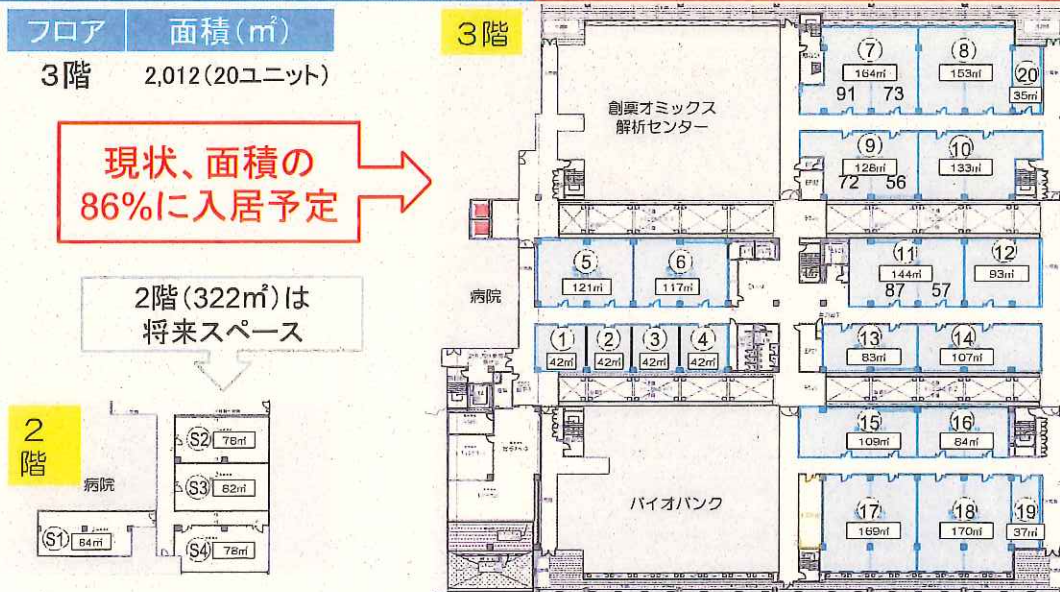 フロア 面積(㎡)
3階 2,012(20ユニット)
現状、面積の
86%に入居予定
2階(322㎡)は
将来スペース
2
階
病院
S2 78㎡
S3 82㎡
S1 84㎡
S4 78㎡
3階
創薬オミックス
解析センター
⑦ ⑧ ⑳
164㎡ 153㎡ 35㎡
91 73
⑨ ⑩
128㎡ 133㎡
72 56
⑤ ⑥
121㎡ 117㎡
⑪ ⑫
144㎡ 93㎡
87 57
病院
① ② ③ ④
42㎡ 42㎡ 42㎡ 42㎡
⑬ ⑭
83㎡ 107㎡
⑮ ⑯
109㎡ 84㎡
バイオバンク
⑰ ⑱ ⑲
169㎡ 170㎡ 37㎡